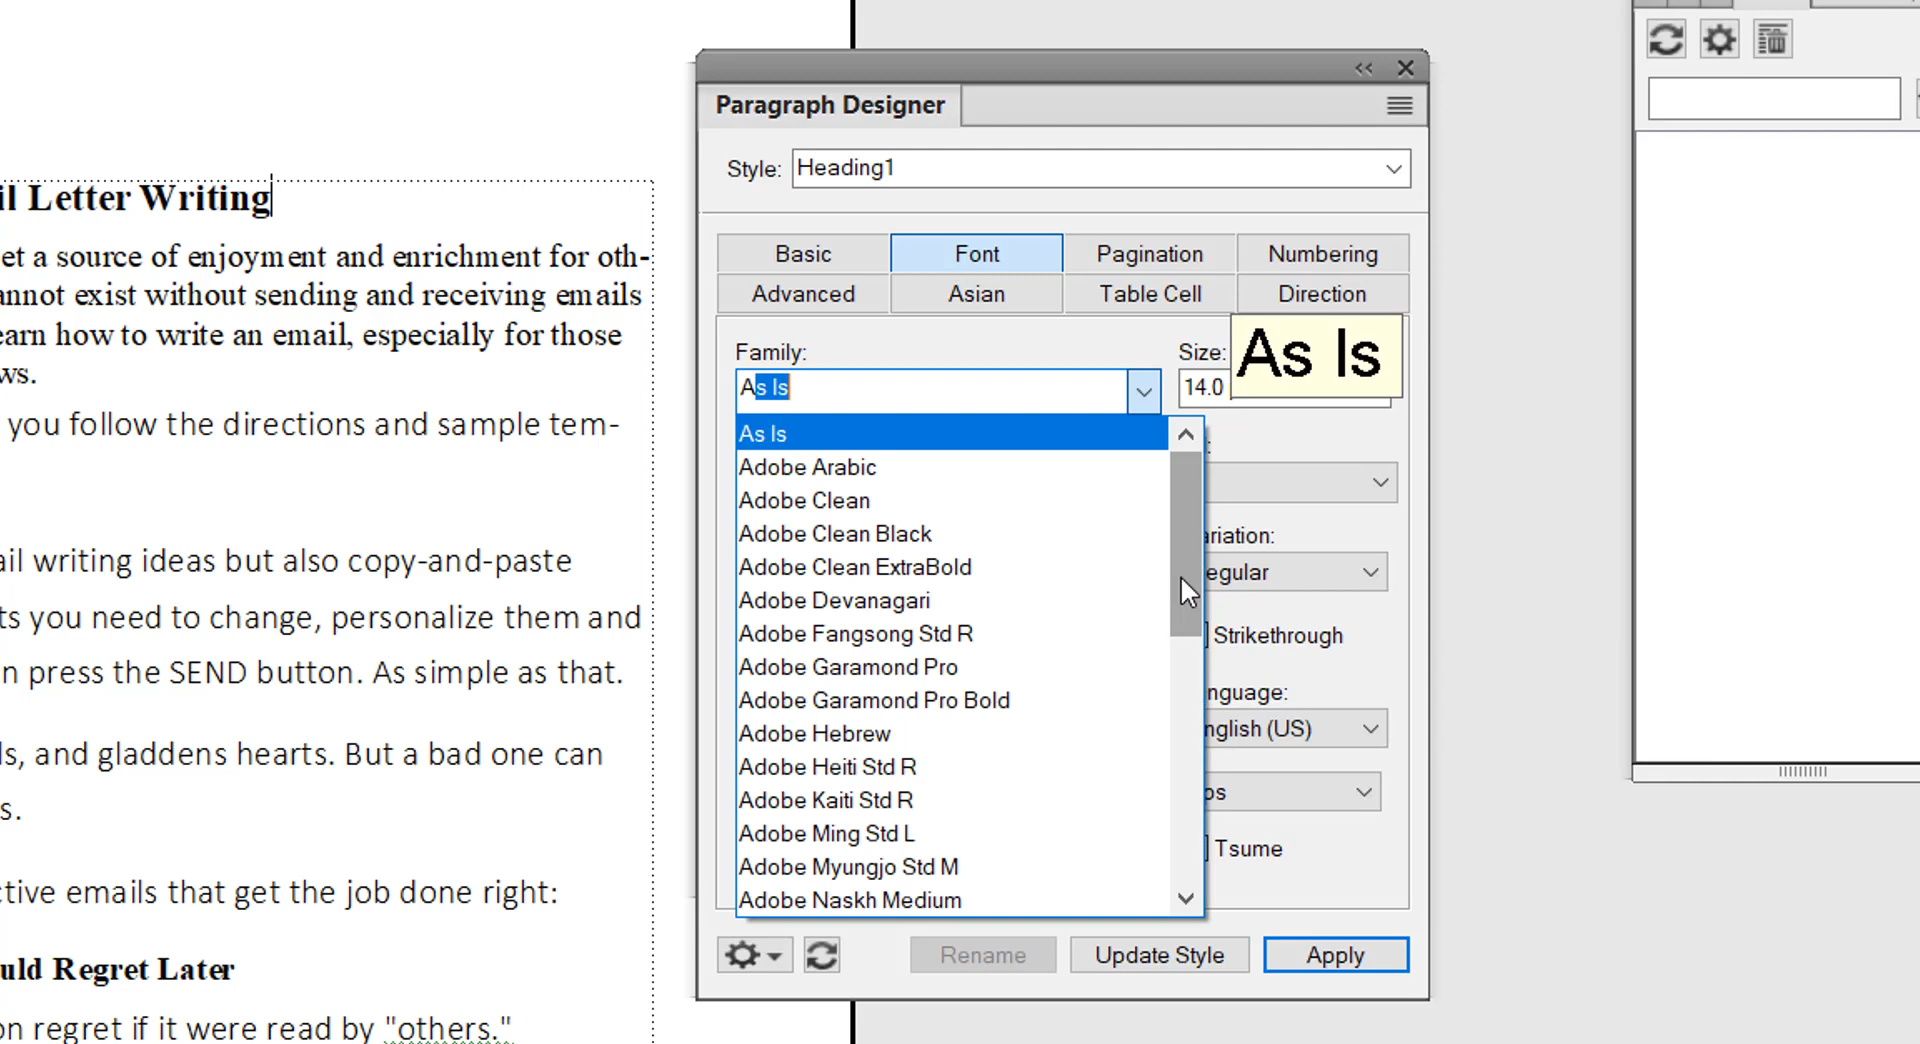 il Letter Writing
et a source of enjoyment and enrichment for oth-
annot exist without sending and receiving emails
earn how to write an email, especially for those
ws.
you follow the directions and sample tem-
ail writing ideas but also copy-and-paste
ts you need to change, personalize them and
n press the SEND button. As simple as that.
ls, and gladdens hearts. But a bad one can
s.
ctive emails that get the job done right:
uld Regret Later
on regret if it were read by "others."
Paragraph Designer
Style: Heading1
Basic Font Pagination Numbering
Advanced Asian Table Cell Direction
Family: Size:
As Is 14.0
As Is
As Is
Adobe Arabic
Adobe Clean
Adobe Clean Black
Adobe Clean ExtraBold
Adobe Devanagari
Adobe Fangsong Std R
Adobe Garamond Pro
Adobe Garamond Pro Bold
Adobe Hebrew
Adobe Heiti Std R
Adobe Kaiti Std R
Adobe Ming Std L
Adobe Myungjo Std M
Adobe Naskh Medium
ariation:
egular
Strikethrough
nguage:
nglish (US)
os
Tsume
Rename Update Style Apply